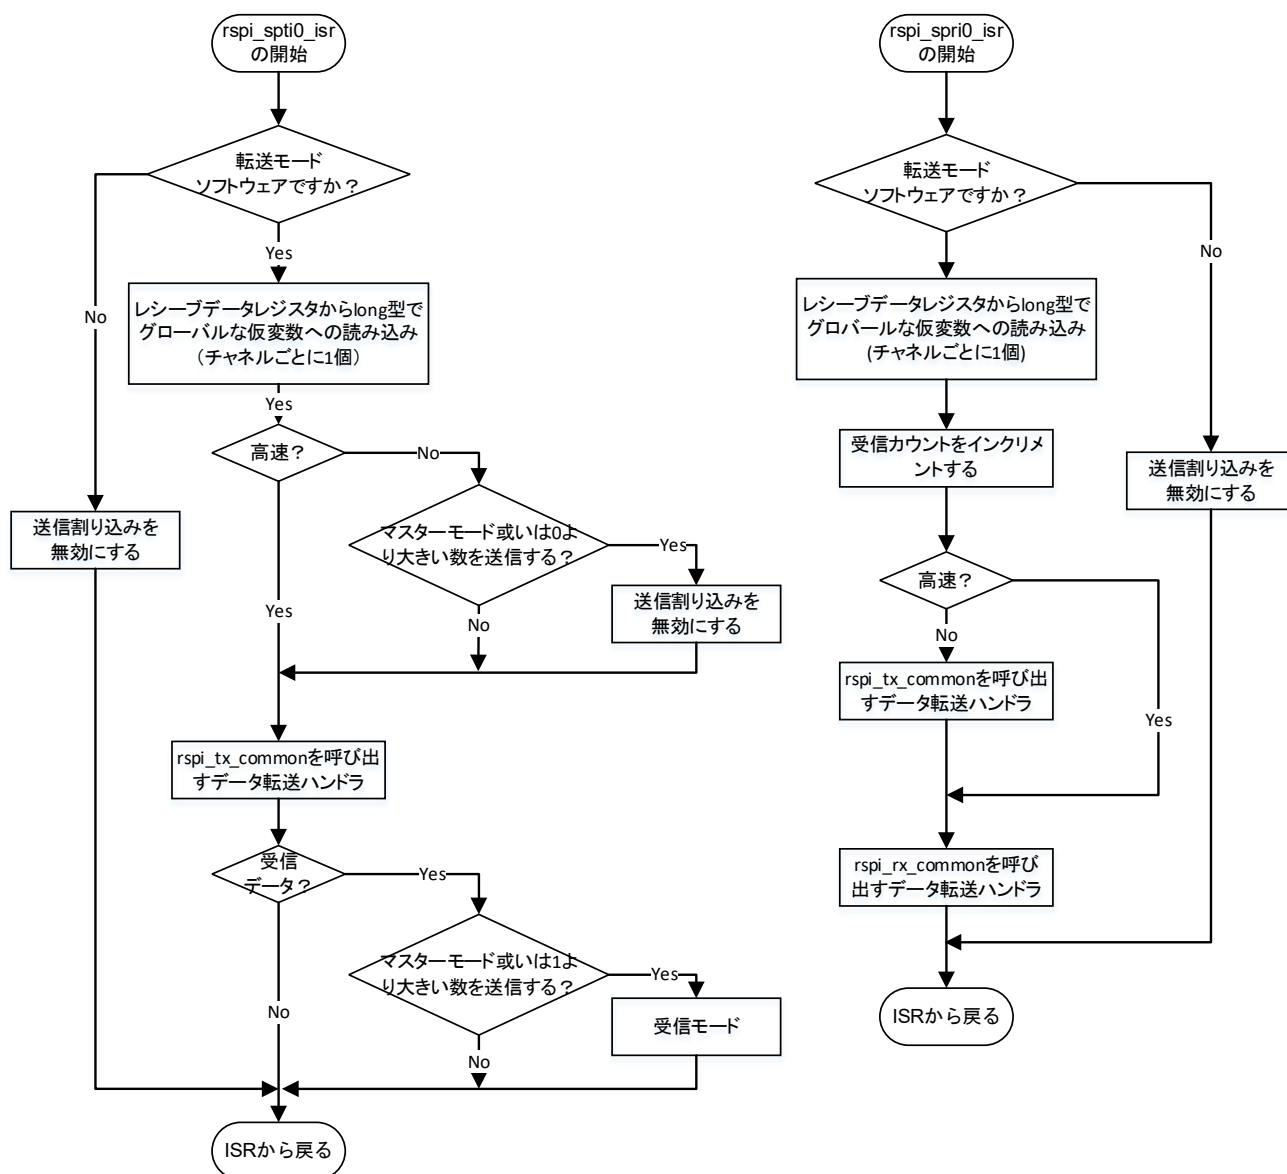 rspi_spti0_isr
の開始
転送モード
ソフトウェアですか？
Yes
No
レシーブデータレジスタからlong型で
グローバルな仮変数への読み込み
（チャネルごとに1個）
Yes
高速？
No
マスターモード或いは0よ
り大きい数を送信する？
Yes
送信割り込みを
無効にする
送信割り込みを
無効にする
Yes
No
rspi_tx_commonを呼び出
すデータ転送ハンドラ
受信
データ？
Yes
マスターモード或いは1よ
り大きい数を送信する？
Yes
受信モード
No
No
ISRから戻る
rspi_spri0_isr
の開始
転送モード
ソフトウェアですか？
No
レシーブデータレジスタからlong型で
グロバールな仮変数への読み込み
(チャネルごとに1個)
受信カウントをインクリメ
ントする
送信割り込みを
無効にする
高速？
No
rspi_tx_commonを呼び出
すデータ転送ハンドラ
Yes
rspi_rx_commonを呼び
出すデータ転送ハンドラ
ISRから戻る